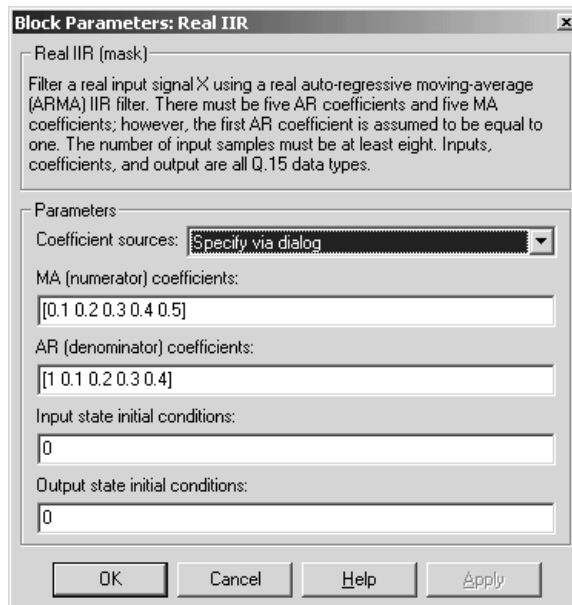 Block Parameters: Real IIR
Real IIR (mask)
Filter a real input signal X using a real auto-regressive moving-average
(ARMA) IIR filter. There must be five AR coefficients and five MA
coefficients; however, the first AR coefficient is assumed to be equal to
one. The number of input samples must be at least eight. Inputs,
coefficients, and output are all Q.15 data types.
Parameters
Coefficient sources: Specify via dialog
MA (numerator) coefficients:
[0.1 0.2 0.3 0.4 0.5]
AR (denominator) coefficients:
[1 0.1 0.2 0.3 0.4]
Input state initial conditions:
0
Output state initial conditions:
0
OK Cancel Help Apply